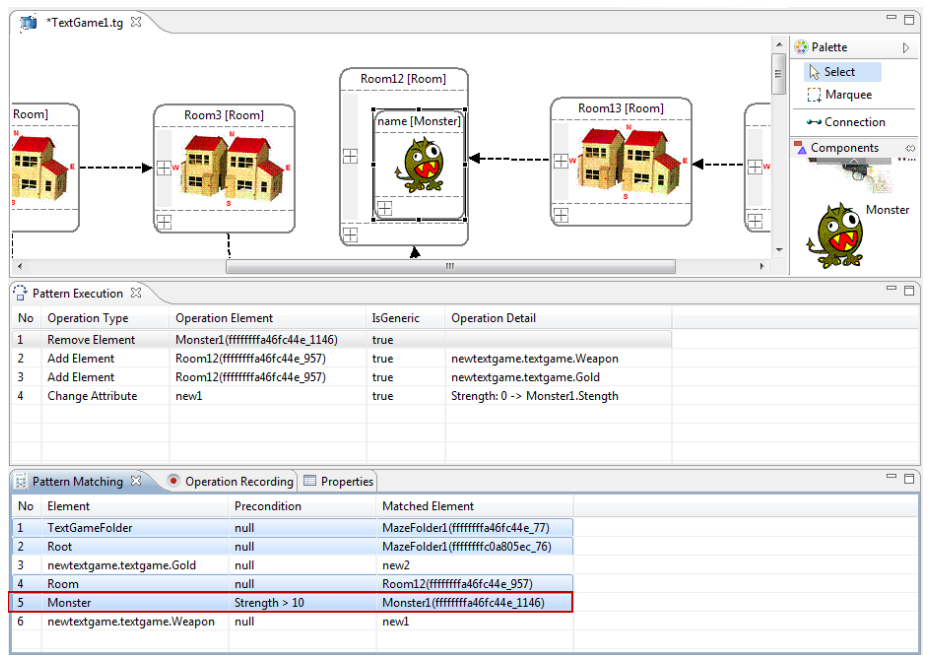 *TextGame1.tg
Palette
Select
Marquee
Connection
Components
Monster
Room]
N
E
S
Room3 [Room]
N
W
E
S
Room12 [Room]
name [Monster]
Room13 [Room]
N
W
E
S
W
Pattern Execution
No Operation Type Operation Element IsGeneric Operation Detail
1 Remove Element Monster1(ffffffffa46fc44e_1146) true
2 Add Element Room12(ffffffffa46fc44e_957) true newtextgame.textgame.Weapon
3 Add Element Room12(ffffffffa46fc44e_957) true newtextgame.textgame.Gold
4 Change Attribute new1 true Strength: 0 -> Monster1.Stength
Pattern Matching Operation Recording Properties
No Element Precondition Matched Element
1 TextGameFolder null MazeFolder1(ffffffffa46fc44e_77)
2 Root null MazeFolder1(ffffffffc0a805ec_76)
3 newtextgame.textgame.Gold null new2
4 Room null Room12(ffffffffa46fc44e_957)
5 Monster Strength > 10 Monster1(ffffffffa46fc44e_1146)
6 newtextgame.textgame.Weapon null new1